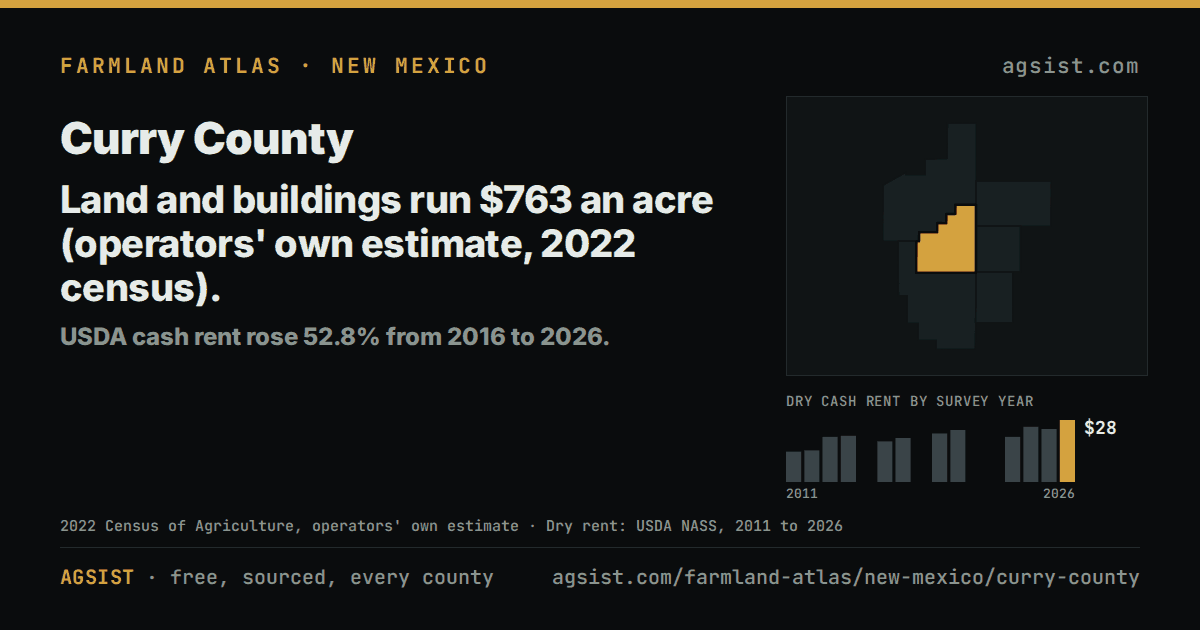 FARMLAND ATLAS · NEW MEXICO
agsist.com
Curry County
Land and buildings run $763 an acre
(operators' own estimate, 2022
census).
USDA cash rent rose 52.8% from 2016 to 2026.
DRY CASH RENT BY SURVEY YEAR
$28
2011
2026
2022 Census of Agriculture, operators' own estimate · Dry rent: USDA NASS, 2011 to 2026
AGSIST · free, sourced, every county
agsist.com/farmland-atlas/new-mexico/curry-county